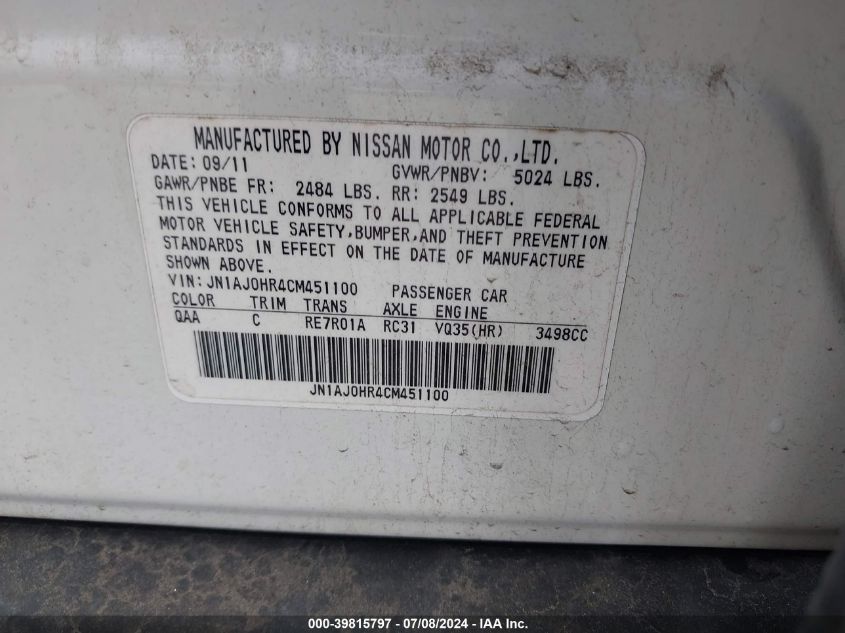 MANUFACTURED BY NISSAN MOTOR CO.,LTD.
DATE: 09/11 GVWR/PNBV: 5024 LBS.
GAWR/PNBE FR: 2484 LBS. RR: 2549 LBS.
THIS VEHICLE CONFORMS TO ALL APPLICABLE FEDERAL
MOTOR VEHICLE SAFETY,BUMPER,AND THEFT PREVENTION
STANDARDS IN EFFECT ON THE DATE OF MANUFACTURE
SHOWN ABOVE.
VIN: JN1AJ0HR4CM451100 PASSENGER CAR
COLOR TRIM TRANS AXLE ENGINE
QAA C RE7R01A RC31 VQ35(HR) 3498CC
JN1AJ0HR4CM451100
000-39815797 - 07/08/2024 - IAA Inc.